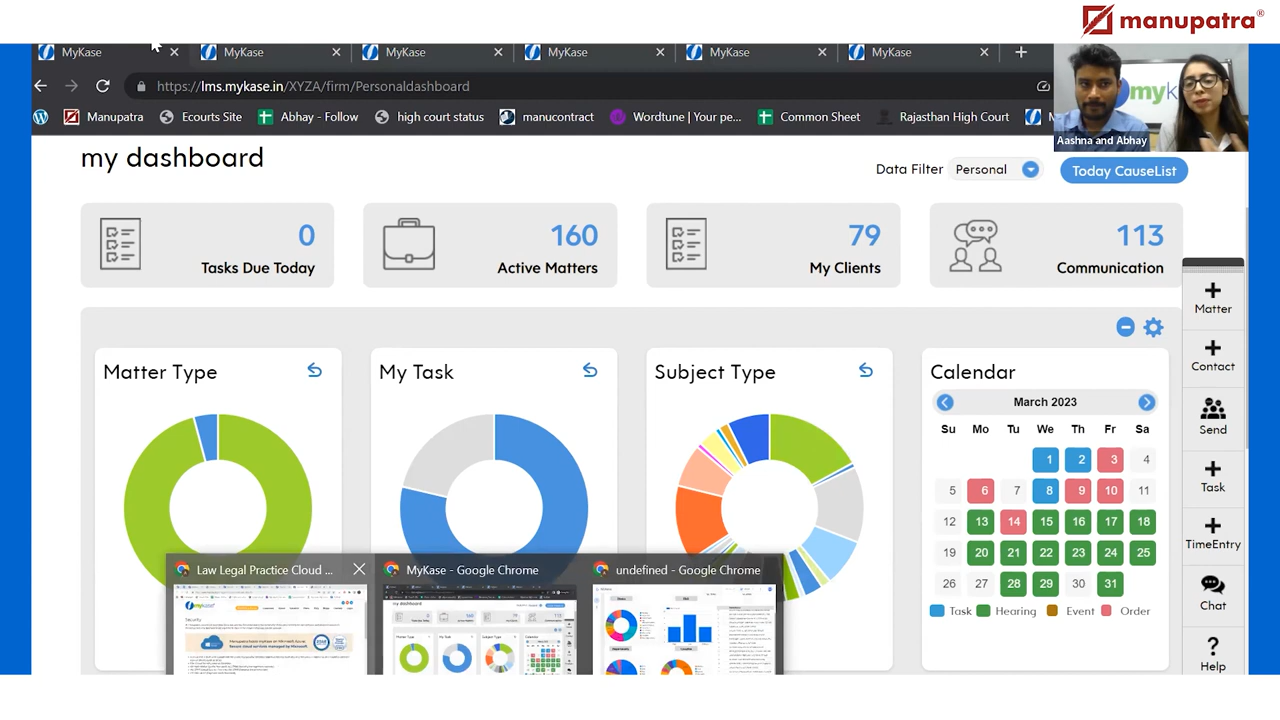 manupatra®
MyKase
MyKase
MyKase
MyKase
MyKase
MyKase
https://lms.mykase.in/XYZA/firm/Personaldashboard
Manupatra
Ecourts Site
Abhay - Follow
high court status
manucontract
Wordtune | Your pe...
Common Sheet
Rajasthan High Court
Aashna and Abhay
my dashboard
Data Filter
Personal
Today CauseList
0
Tasks Due Today
160
Active Matters
79
My Clients
113
Communication
Matter Type
My Task
Subject Type
Calendar
March 2023
Su Mo Tu We Th Fr Sa
1 2 3 4
5 6 7 8 9 10 11
12 13 14 15 16 17 18
19 20 21 22 23 24 25
26 27 28 29 30 31
Task Hearing Event Order
Matter
Contact
Send
Task
TimeEntry
Chat
Help
Law Legal Practice Cloud ...
MyKase - Google Chrome
undefined - Google Chrome
mykase
Security
my dashboard